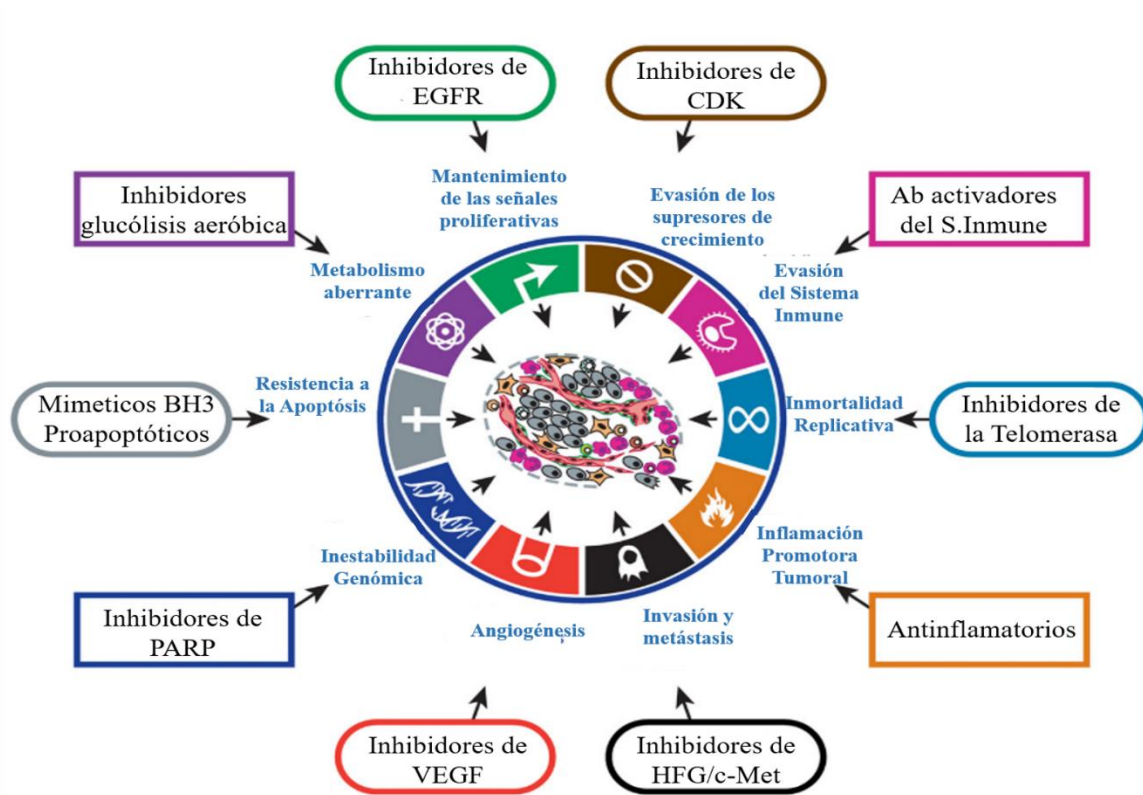 Inhibidores de
EGFR
Inhibidores de
CDK
Mantenimiento
de las señales
proliferativas
Evasión de los
supresores de
crecimiento
Inhibidores
glucólisis aeróbica
Ab activadores
del S.Inmune
Metabolismo
aberrante
Evasión
del Sistema
Inmune
Mimeticos BH3
Proapoptóticos
Resistencia a
la Apoptósis
Inmortalidad
Replicativa
Inhibidores de
la Telomerasa
Inestabilidad
Genómica
Inflamación
Promotora
Tumoral
Inhibidores de
PARP
Angiogénesis
Invasión y
metástasis
Antinflamatorios
Inhibidores de
VEGF
Inhibidores de
HFG/c-Met